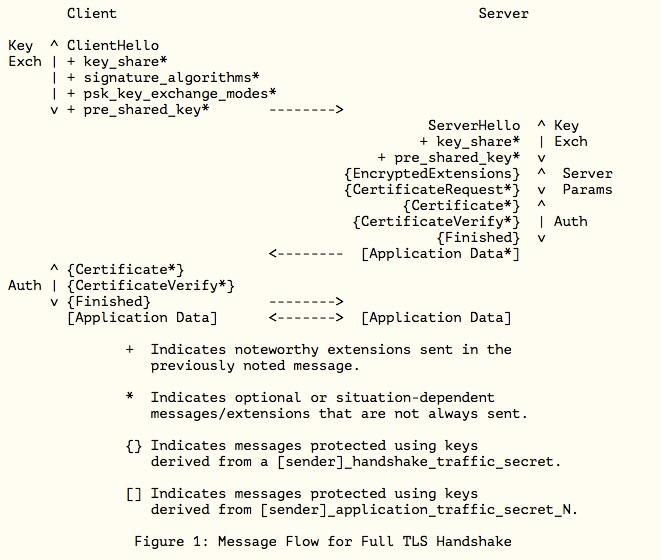 Client Server
Key ^ ClientHello
Exch | + key_share*
| + signature_algorithms*
| + psk_key_exchange_modes*
v + pre_shared_key* -------->
ServerHello ^ Key
+ key_share* | Exch
+ pre_shared_key* v
{EncryptedExtensions} ^ Server
{CertificateRequest*} v Params
{Certificate*} ^
{CertificateVerify*} | Auth
{Finished} v
<-------- [Application Data*]
^ {Certificate*}
Auth | {CertificateVerify*}
v {Finished} -------->
[Application Data] <-------> [Application Data]
+ Indicates noteworthy extensions sent in the
previously noted message.
* Indicates optional or situation-dependent
messages/extensions that are not always sent.
{} Indicates messages protected using keys
derived from a [sender]_handshake_traffic_secret.
[] Indicates messages protected using keys
derived from [sender]_application_traffic_secret_N.
Figure 1: Message Flow for Full TLS Handshake